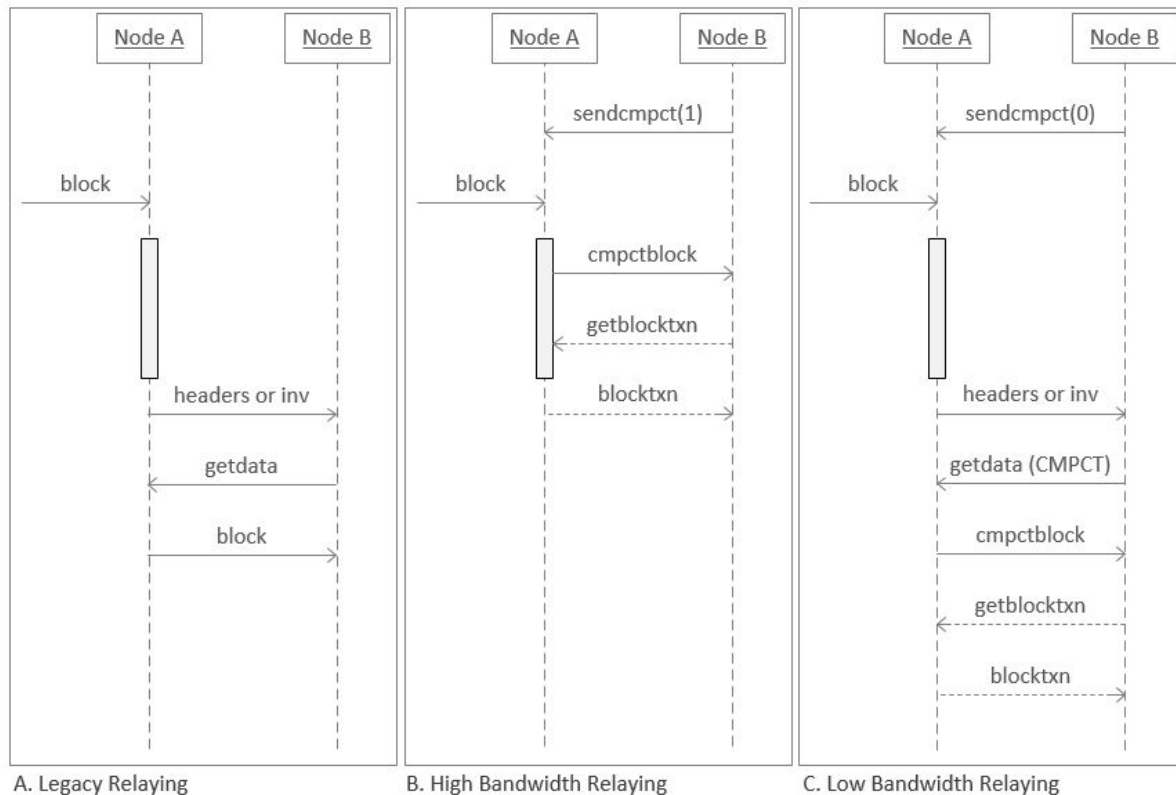 Node A
Node B
block
headers or inv
getdata
block
A. Legacy Relaying
Node A
Node B
sendcmpct(1)
block
cmpctblock
getblocktxn
blocktxn
B. High Bandwidth Relaying
Node A
Node B
sendcmpct(0)
block
headers or inv
getdata (CMPCT)
cmpctblock
getblocktxn
blocktxn
C. Low Bandwidth Relaying